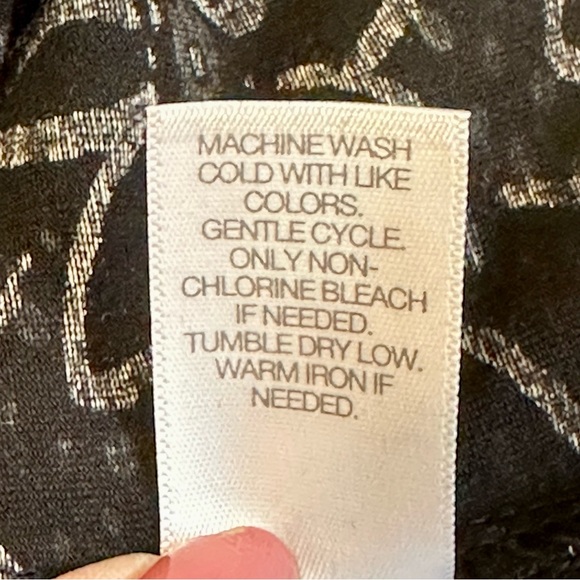 MACHINE WASH
COLD WITH LIKE
COLORS.
GENTLE CYCLE.
ONLY NON-
CHLORINE BLEACH
IF NEEDED.
TUMBLE DRY LOW.
WARM IRON IF
NEEDED.